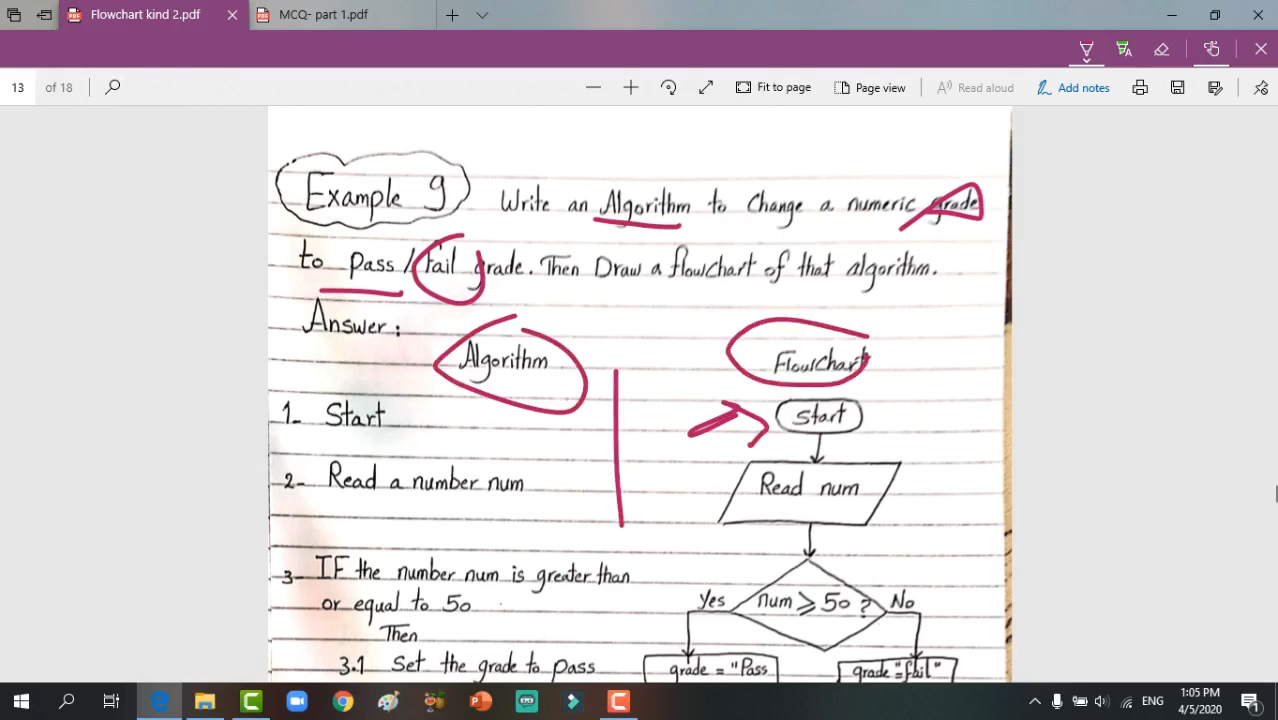 Flowchart kind 2.pdf
MCQ- part 1.pdf
13 of 18
Fit to page
Page view
Read aloud
Add notes
Example 9 Write an Algorithm to Change a numeric grade
to pass / fail grade. Then Draw a flowchart of that algorithm.
Answer:
Algorithm
Flowchart
1- Start
Start
2- Read a number num
Read num
3- IF the number num is greater than
or equal to 50
Yes num ≥ 50 ? No
Then
3.1 Set the grade to pass
grade = "Pass
grade = "fail"
ENG
1:05 PM
4/5/2020